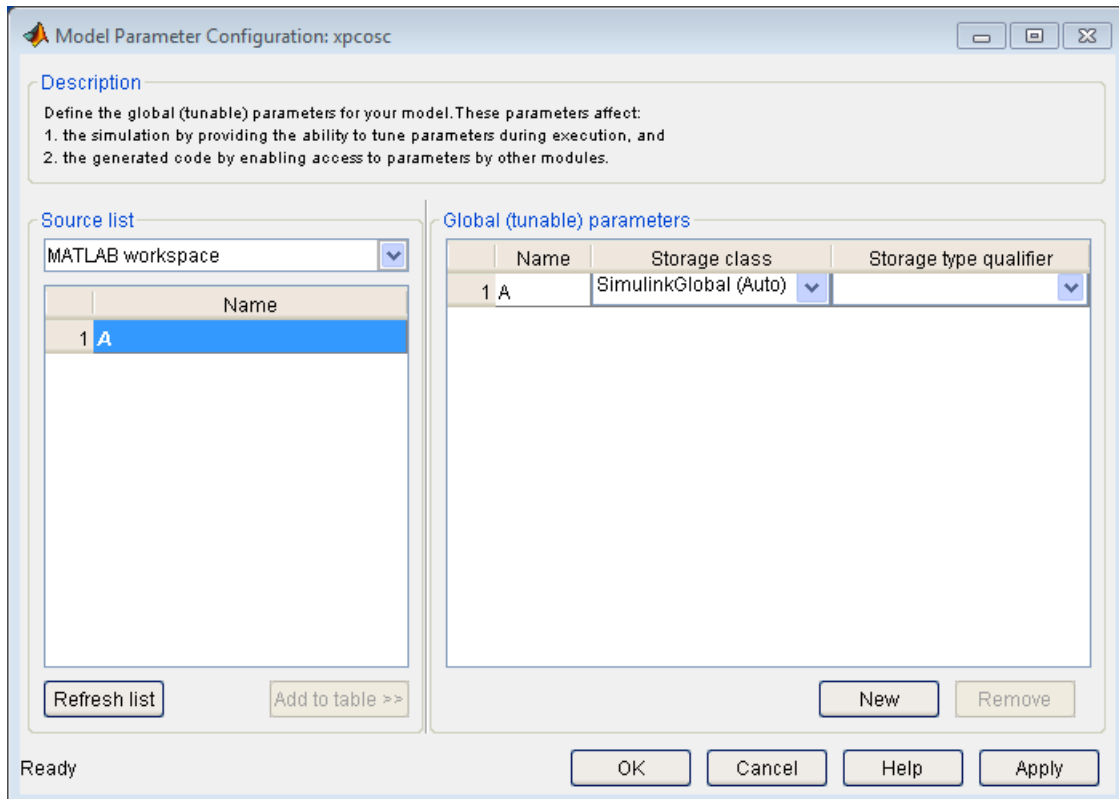 Model Parameter Configuration: xpcosc
Description
Define the global (tunable) parameters for your model.These parameters affect:
1. the simulation by providing the ability to tune parameters during execution, and
2. the generated code by enabling access to parameters by other modules.
Source list
MATLAB workspace
Name
1 A
Refresh list
Add to table >>
Global (tunable) parameters
Name Storage class Storage type qualifier
1 A SimulinkGlobal (Auto)
New Remove
Ready
OK Cancel Help Apply